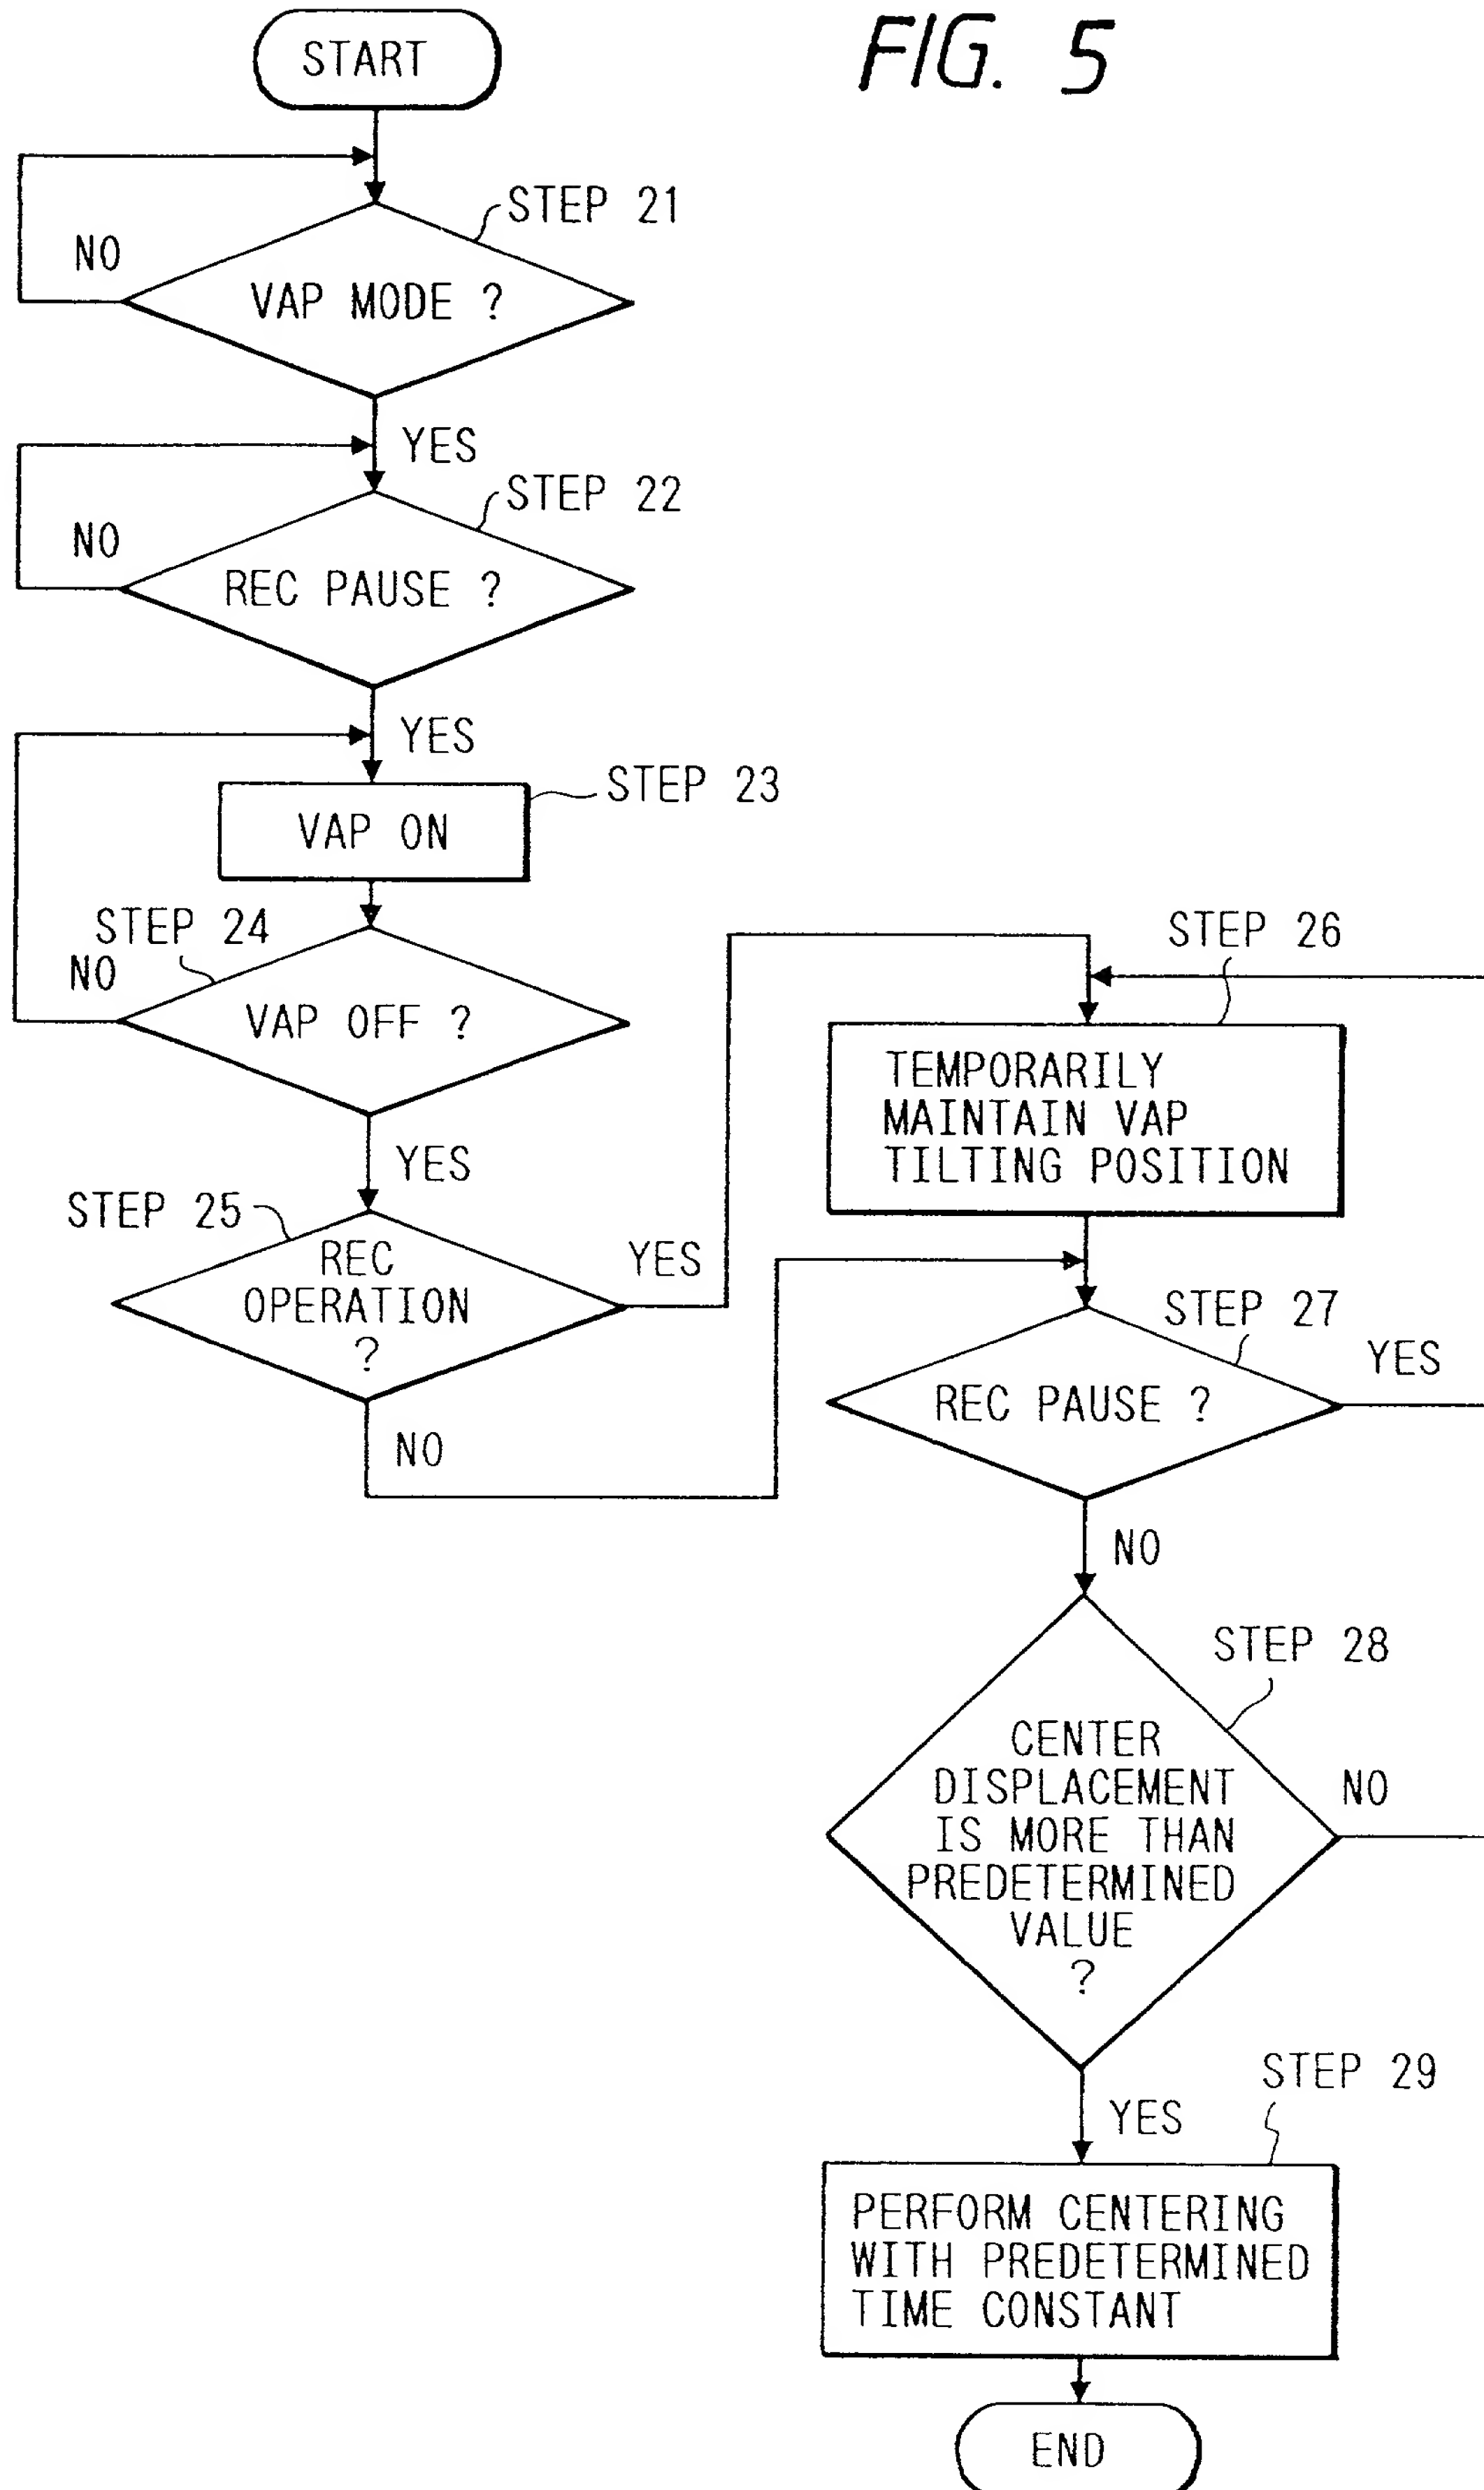 FIG. 5
START
STEP 21
NO
VAP MODE ?
YES
STEP 22
NO
REC PAUSE ?
YES
STEP 23
VAP ON
STEP 24
NO
VAP OFF ?
YES
STEP 25
REC
OPERATION
?
YES
NO
STEP 26
TEMPORARILY
MAINTAIN VAP
TILTING POSITION
STEP 27
YES
REC PAUSE ?
NO
STEP 28
CENTER
DISPLACEMENT
IS MORE THAN
PREDETERMINED
VALUE
?
NO
YES
STEP 29
PERFORM CENTERING
WITH PREDETERMINED
TIME CONSTANT
END